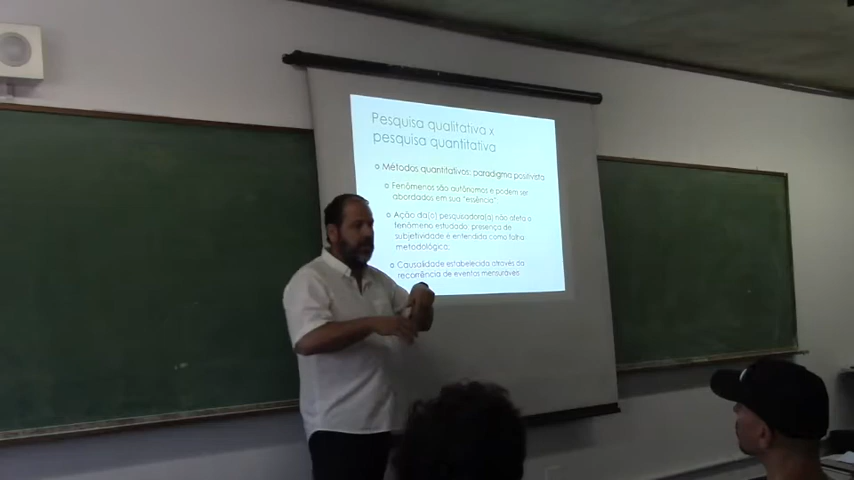 Pesquisa qualitativa x
pesquisa quantitativa
Métodos quantitativos: paradigma positivista
Fenômenos são autônomos e podem ser
abordados em sua "essência"
Ação da(o) pesquisadora(a) não afeta o
fenômeno estudado: presença de
subjetividade é entendida como falha
metodológica;
Causalidade estabelecida através da
recorrência de eventos mensuráveis